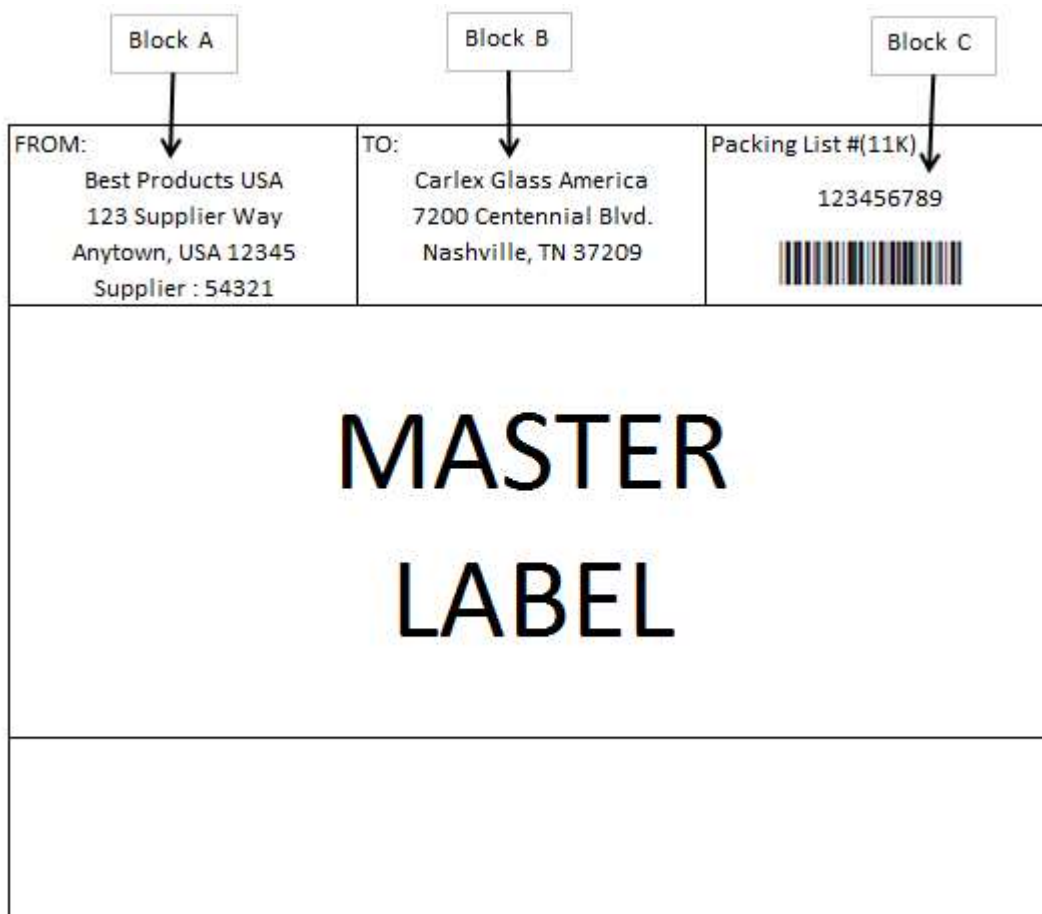 Block A
Block B
Block C
FROM:
Best Products USA
123 Supplier Way
Anytown, USA 12345
Supplier : 54321
TO:
Carlex Glass America
7200 Centennial Blvd.
Nashville, TN 37209
Packing List #(11K)
123456789
MASTER
LABEL